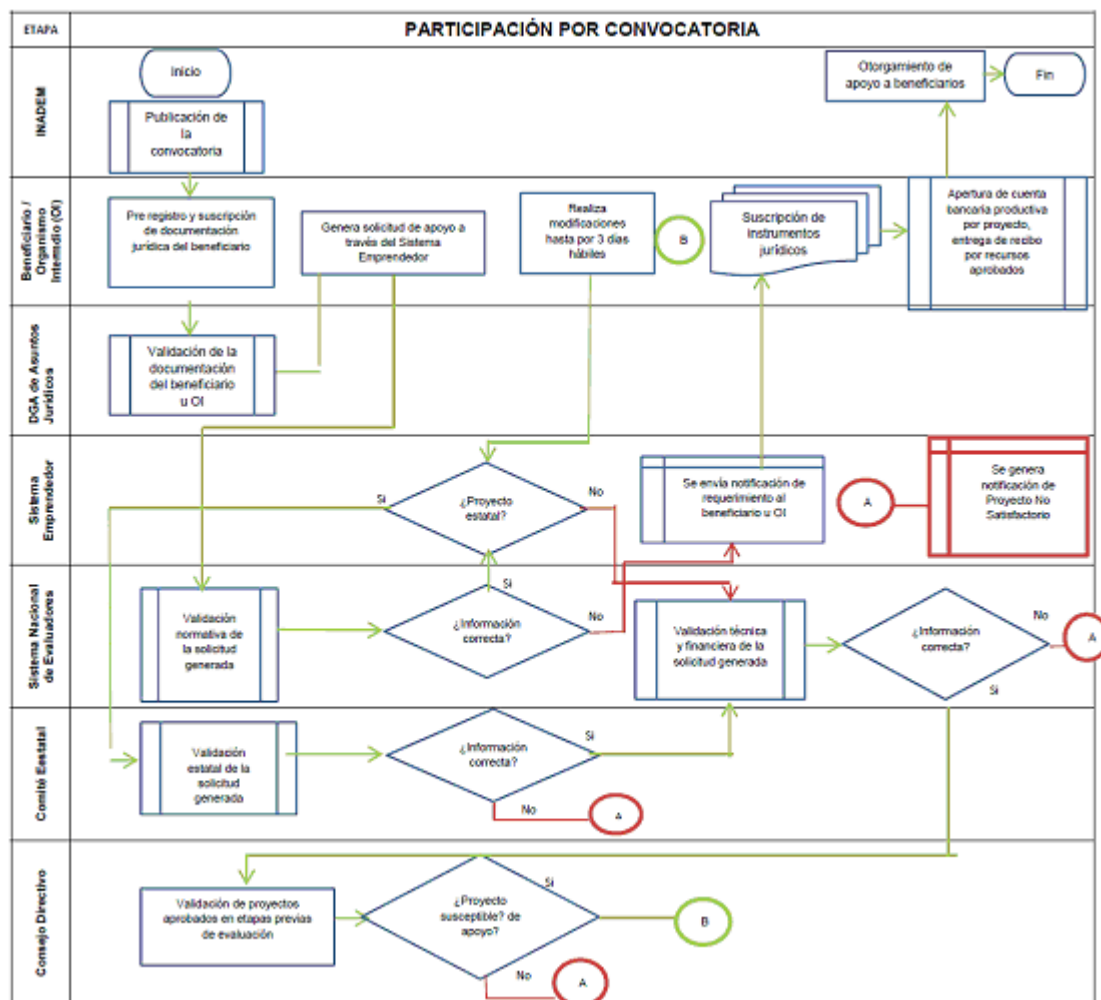 ETAPA
PARTICIPACIÓN POR CONVOCATORIA
INADEM
Inicio
Publicación de
la
convocatoria
Otorgamiento de
apoyo a beneficiarios
Fin
Beneficiario /
Organismo
Intemdio (OI)
Pre registro y suscripción
de documentación
jurídica del beneficiario
Genera solicitud de apoyo a
través del Sistema
Emprendedor
Realiza
modificaciones
hasta por 3 días
hábiles
B
Suscripción de
instrumentos
jurídicos
Apertura de cuenta
bancaria productiva
por proyecto,
entrega de recibo
por recursos
aprobados
DGA de Asuntos
Jurídicos
Validación de la
documentación
del beneficiario
u OI
Sistema
Emprendedor
Si
¿Proyecto
estatal?
No
Se envía notificación de
requerimiento al
beneficiario u OI
A
Se genera
notificación de
Proyecto No
Satisfactorio
Sistema Nacional
de Evaluadores
Validación
normativa de
la solicitud
generada
Si
¿Información
correcta?
No
Validación técnica
y financiera de la
solicitud generada
¿Información
correcta?
No
A
Si
Comité Eestatal
Validación
estatal de la
solicitud
generada
¿Información
correcta?
Si
No
A
Consejo Directivo
Validación de proyectos
aprobados en etapas previas
de evaluación
¿Proyecto
susceptible? de
apoyo?
Si
B
No
A